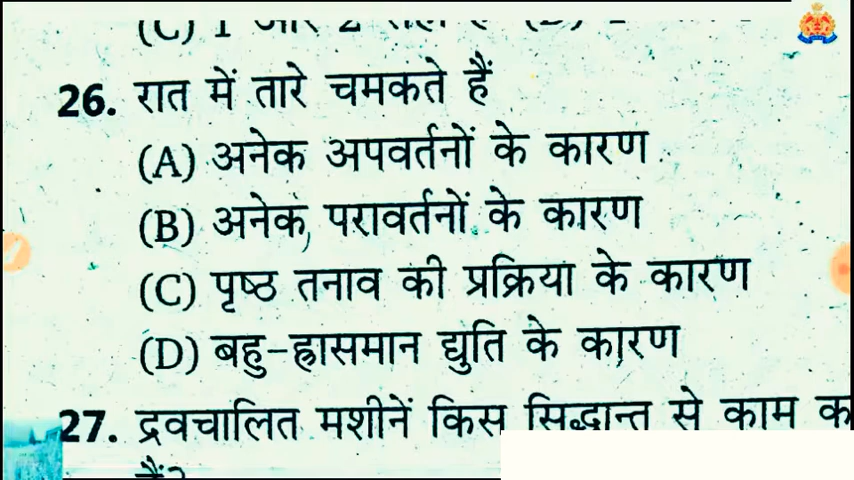 26. रात में तारे चमकते हैं
(A) अनेक अपवर्तनों के कारण
(B) अनेक परावर्तनों के कारण
(C) पृष्ठ तनाव की प्रक्रिया के कारण
(D) बहु-ह्रासमान द्युति के कारण
27. द्रवचालित मशीनें किस सिद्धान्त से काम